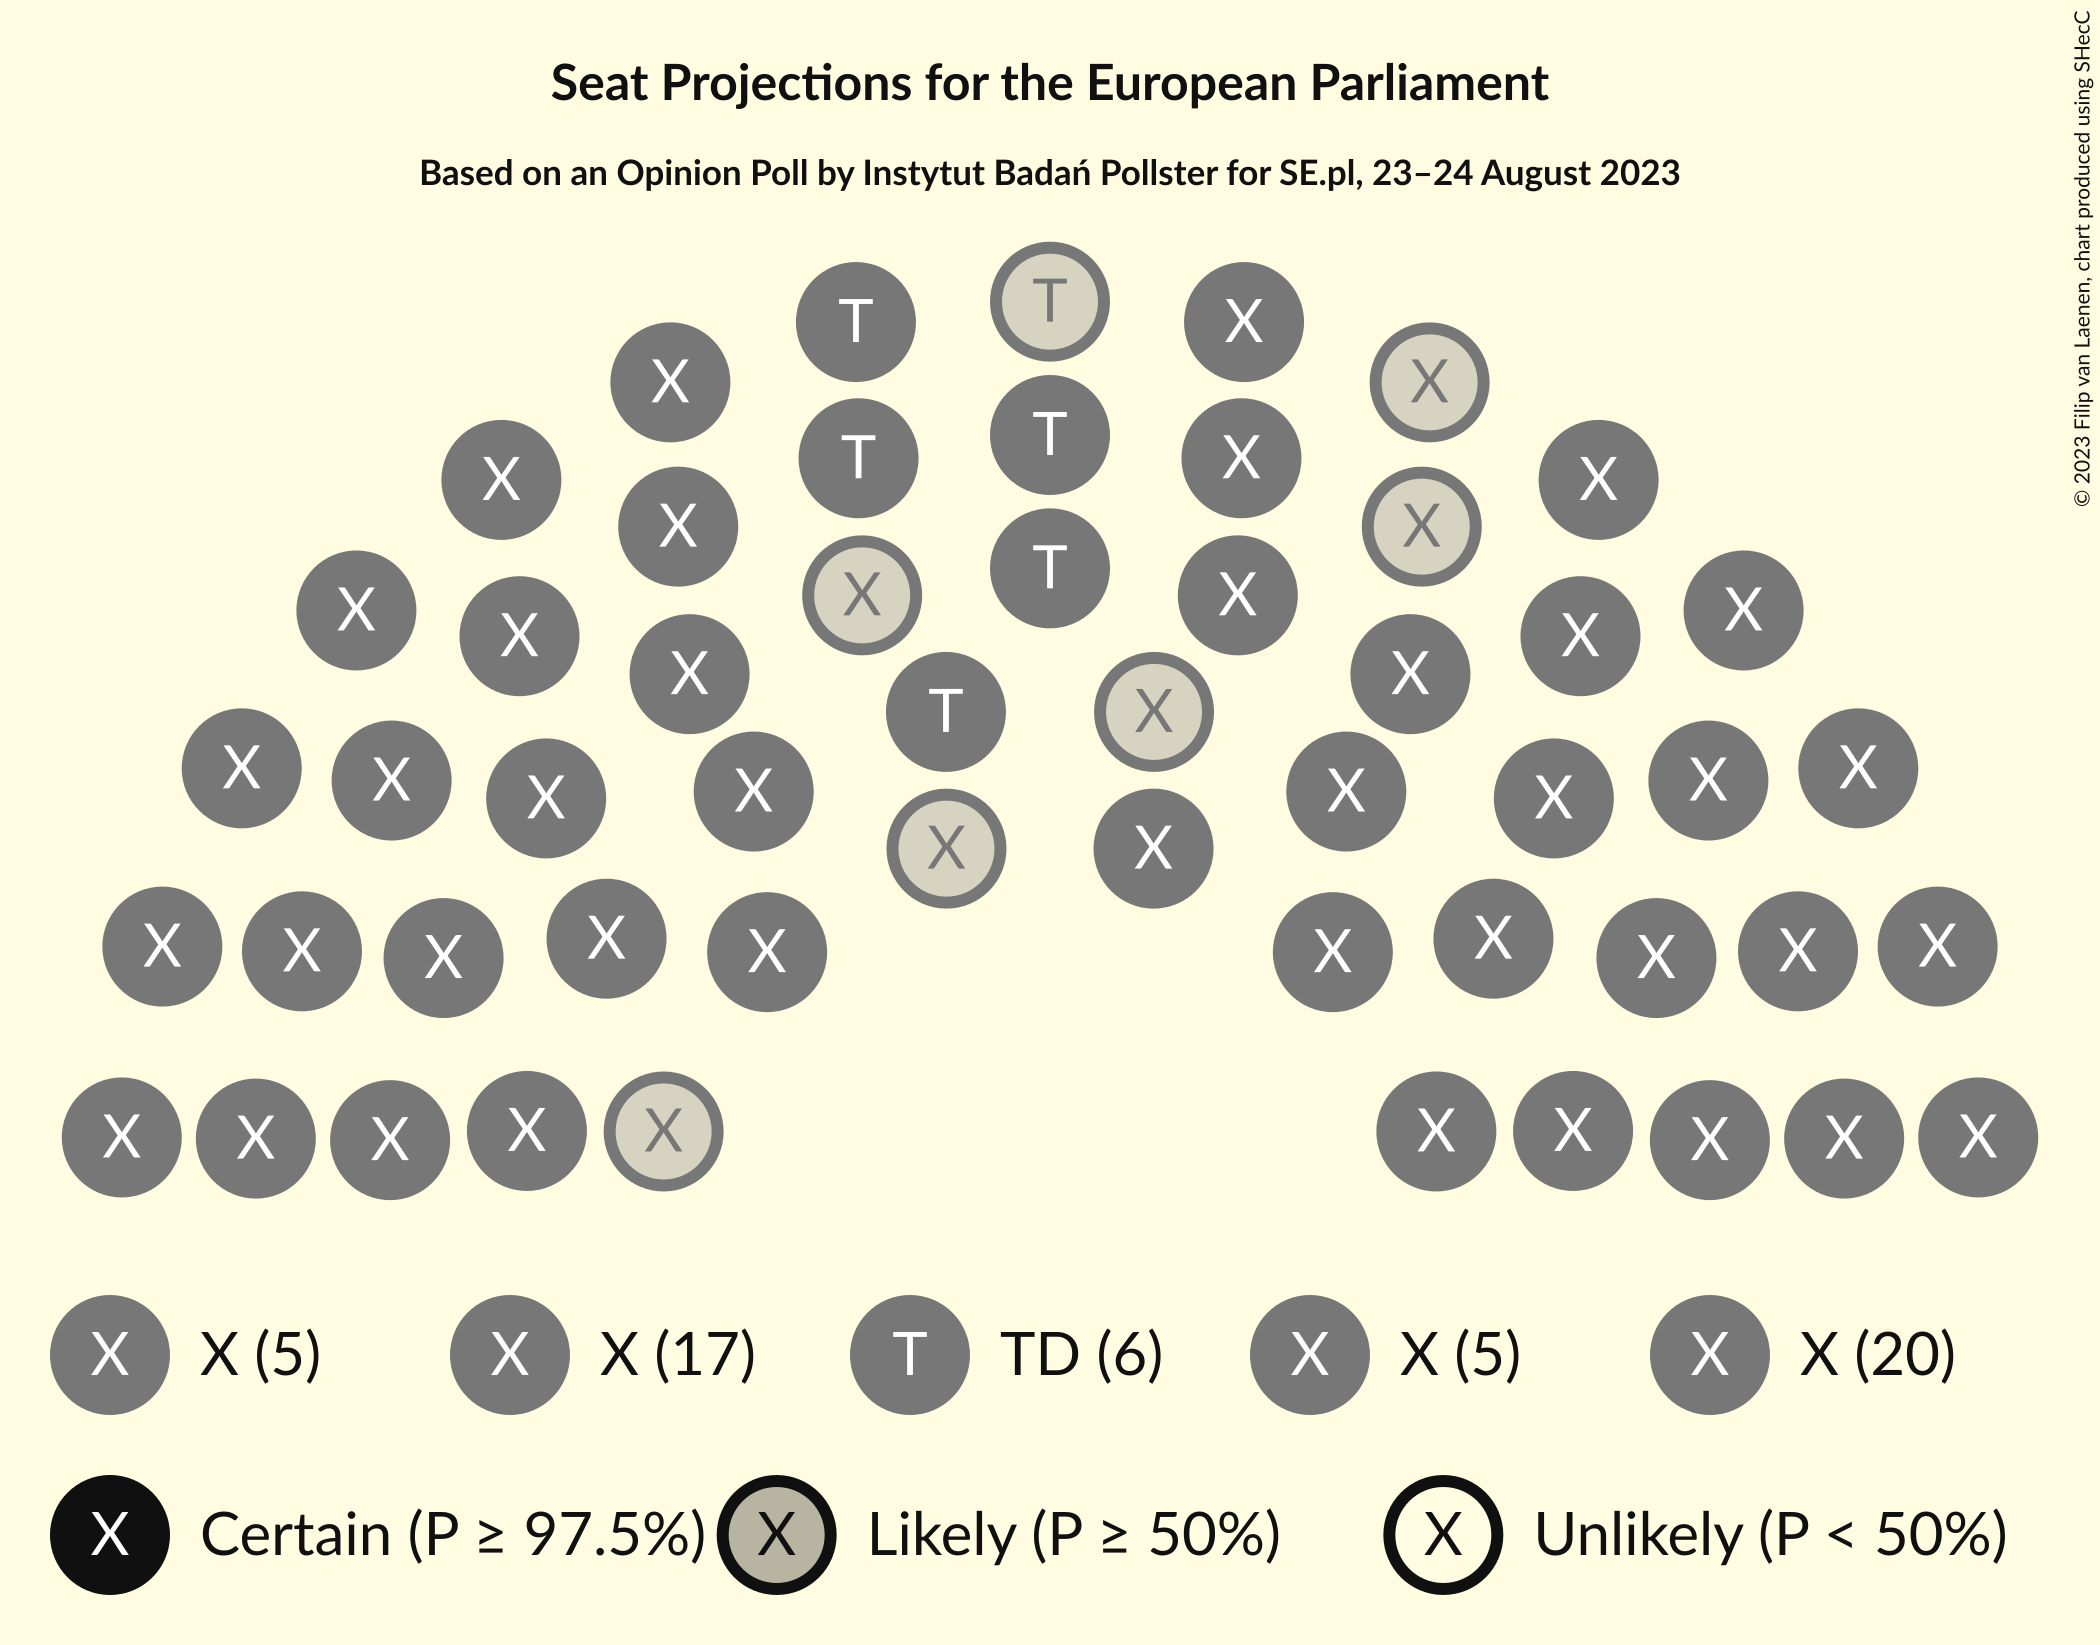 Seat Projections for the European Parliament
Based on an Opinion Poll by Instytut Badań Pollster for SE.pl, 23–24 August 2023
© 2023 Filip van Laenen, chart produced using SHecC
T
T X
X X
T
T X
X X
X X
T
X X
X X
X X
X X
T X
X X
X X
X X
X X
X X
X X
X X X X
X X
X X X X
X X X X
X X X X X X X X X X
X X (5) X X (17) T TD (6) X X (5) X X (20)
X Certain (P ≥ 97.5%) X Likely (P ≥ 50%) X Unlikely (P < 50%)